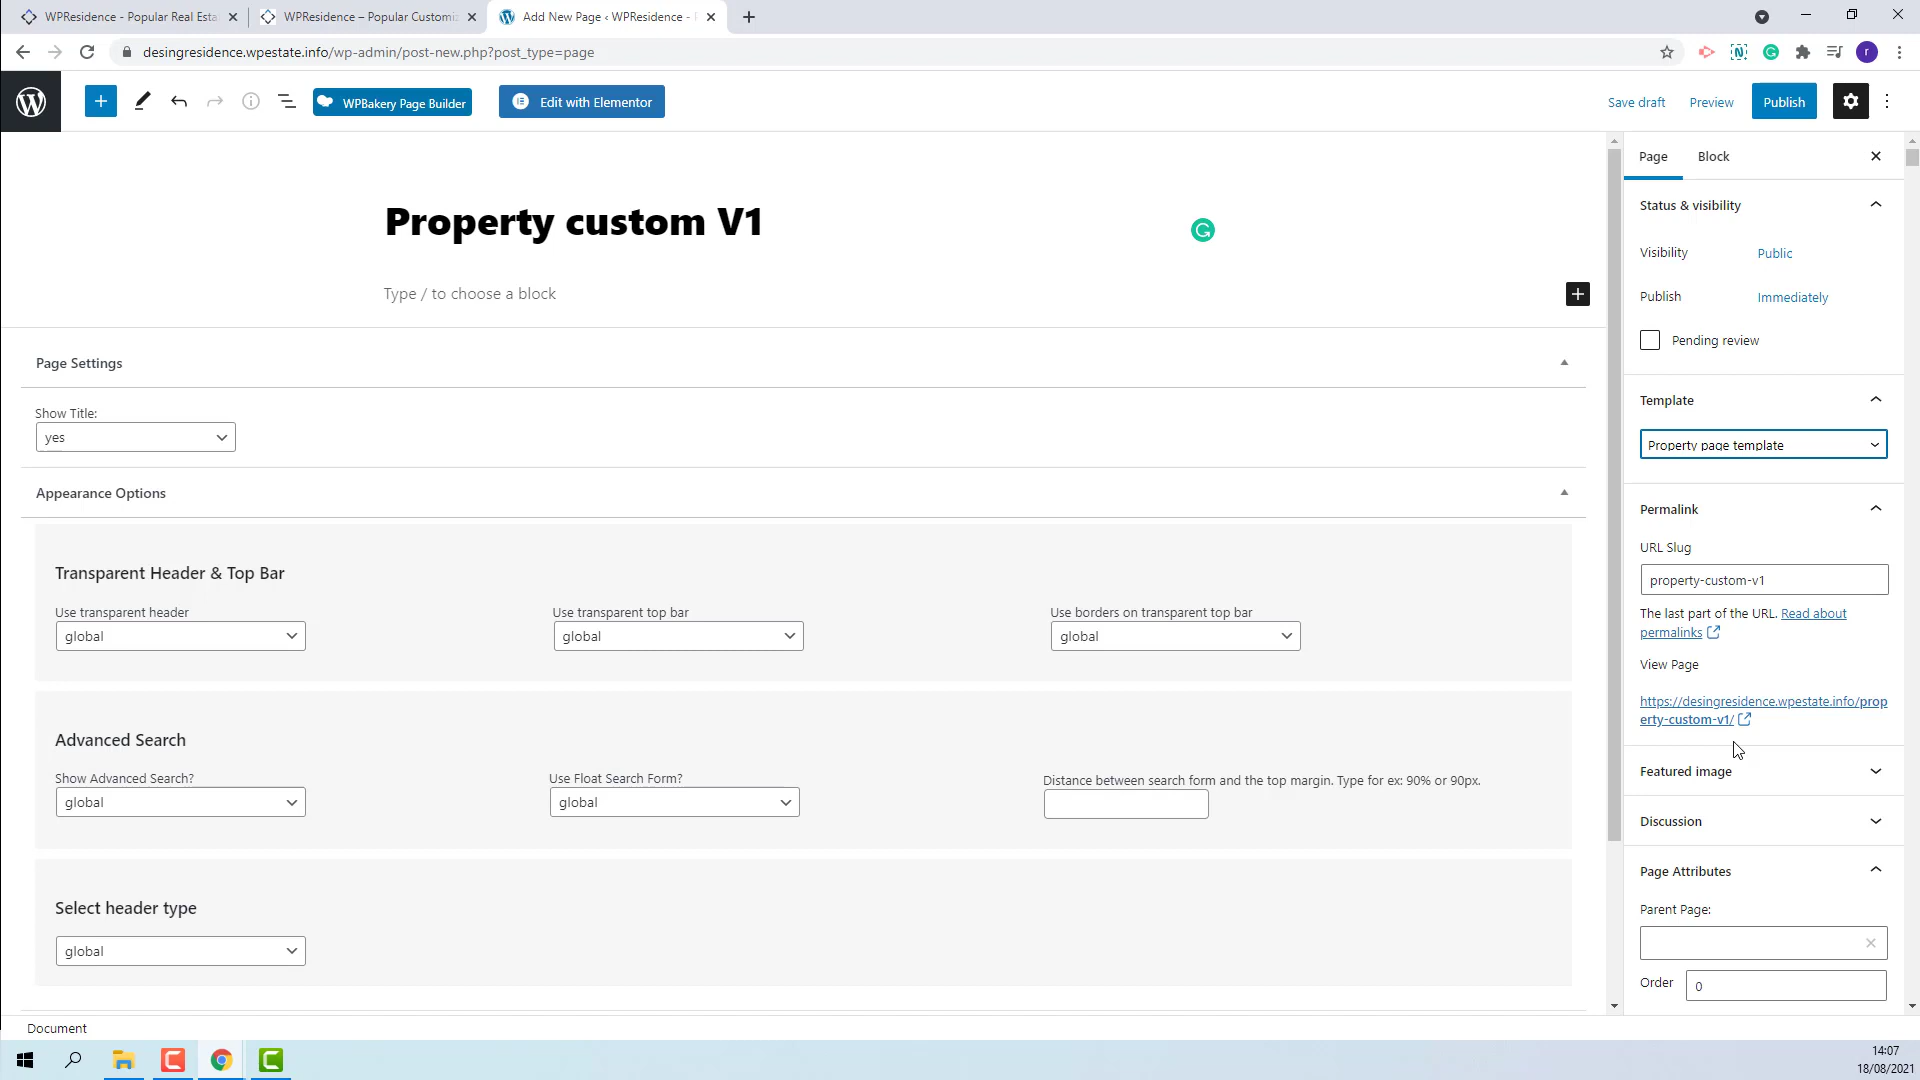 WPResidence - Popular Real Esta
WPResidence – Popular Customi
Add New Page ‹ WPResidence -
desingresidence.wpestate.info/wp-admin/post-new.php?post_type=page
r
WPBakery Page Builder
Edit with Elementor
Save draft
Preview
Publish
Property custom V1
Type / to choose a block
Page Settings
Show Title:
yes
Appearance Options
Transparent Header & Top Bar
Use transparent header
global
Use transparent top bar
global
Use borders on transparent top bar
global
Advanced Search
Show Advanced Search?
global
Use Float Search Form?
global
Distance between search form and the top margin. Type for ex: 90% or 90px.
Select header type
global
Page
Block
Status & visibility
Visibility
Public
Publish
Immediately
Pending review
Template
Property page template
Permalink
URL Slug
property-custom-v1
The last part of the URL. Read about
permalinks
View Page
https://desingresidence.wpestate.info/prop
erty-custom-v1/
Featured image
Discussion
Page Attributes
Parent Page:
Order
0
Document
14:07
18/08/2021